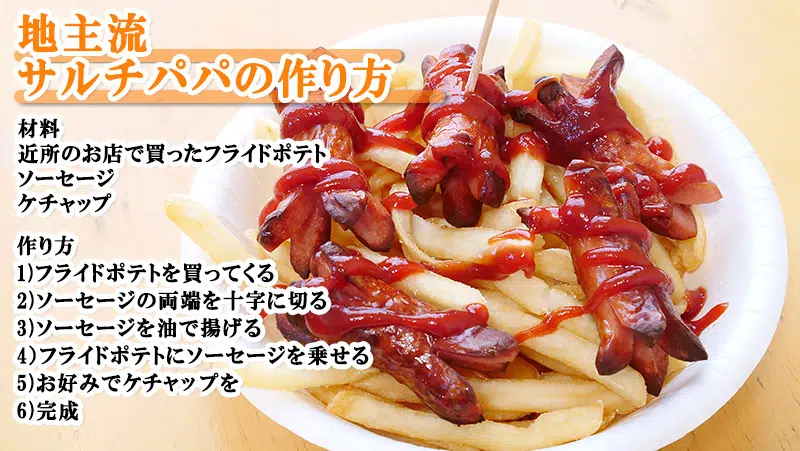 地主流
サルチパパの作り方
材料
近所のお店で買ったフライドポテト
ソーセージ
ケチャップ
作り方
1)フライドポテトを買ってくる
2)ソーセージの両端を十字に切る
3)ソーセージを油で揚げる
4)フライドポテトにソーセージを乗せる
5)お好みでケチャップを
6)完成